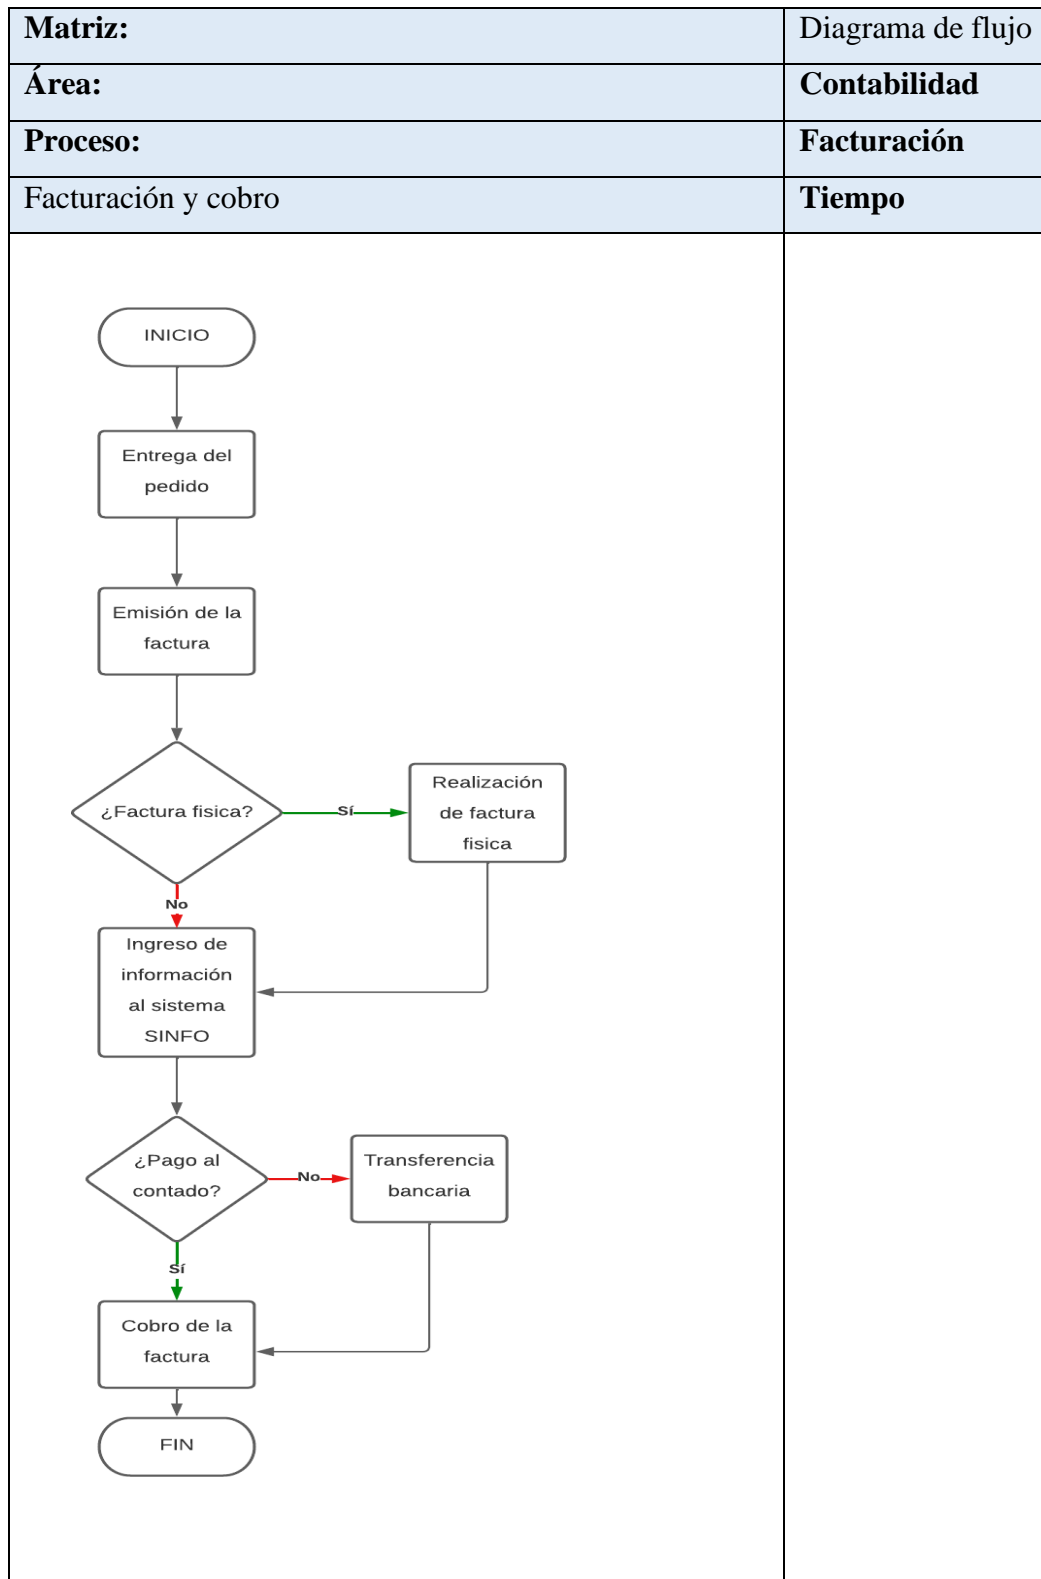 Matriz:
Diagrama de flujo
Área:
Contabilidad
Proceso:
Facturación
Facturación y cobro
Tiempo
INICIO
Entrega del
pedido
Emisión de la
factura
¿Factura fisica?
Sí
Realización
de factura
fisica
No
Ingreso de
información
al sistema
SINFO
¿Pago al
contado?
No
Transferencia
bancaria
Sí
Cobro de la
factura
FIN